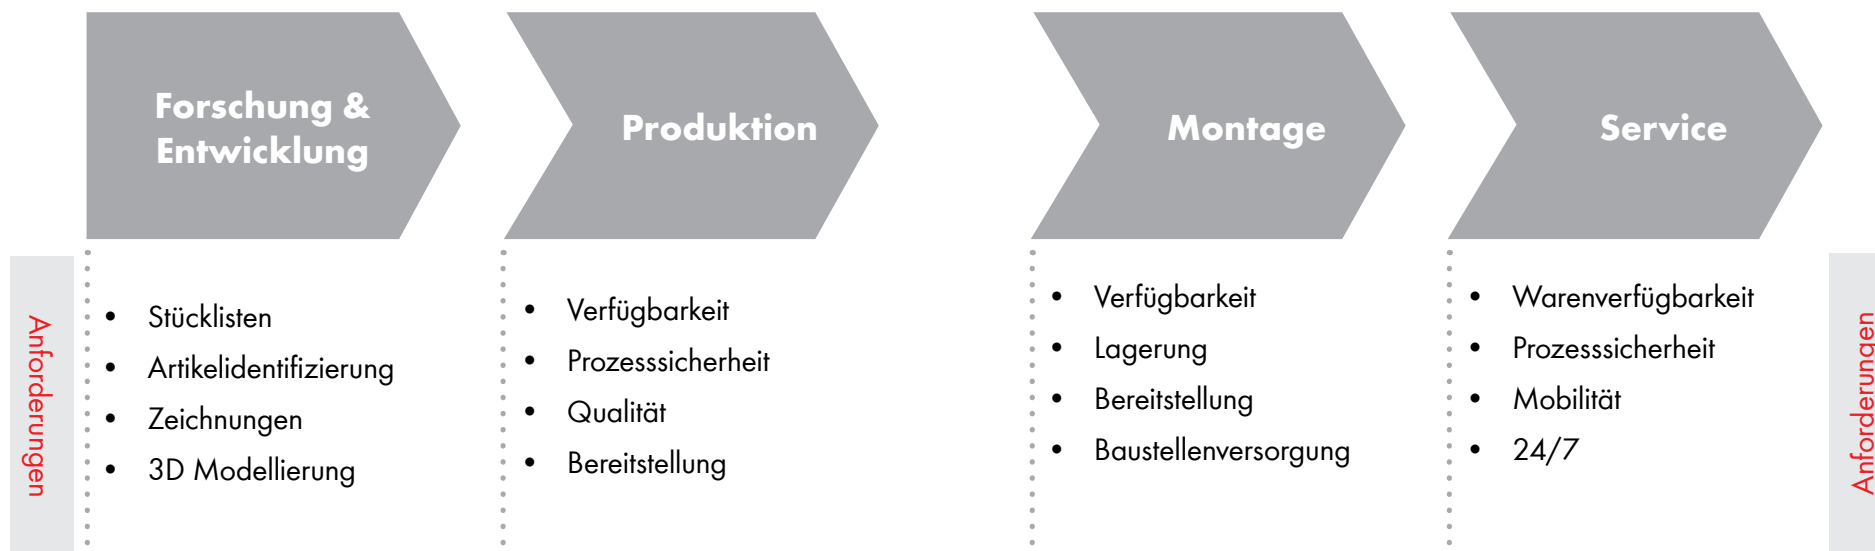 Forschung &
Entwicklung
Produktion
Montage
Service
Anforderungen
• Stücklisten
• Artikelidentifizierung
• Zeichnungen
• 3D Modellierung
• Verfügbarkeit
• Prozesssicherheit
• Qualität
• Bereitstellung
• Verfügbarkeit
• Lagerung
• Bereitstellung
• Baustellenversorgung
• Warenverfügbarkeit
• Prozesssicherheit
• Mobilität
• 24/7
Anforderungen